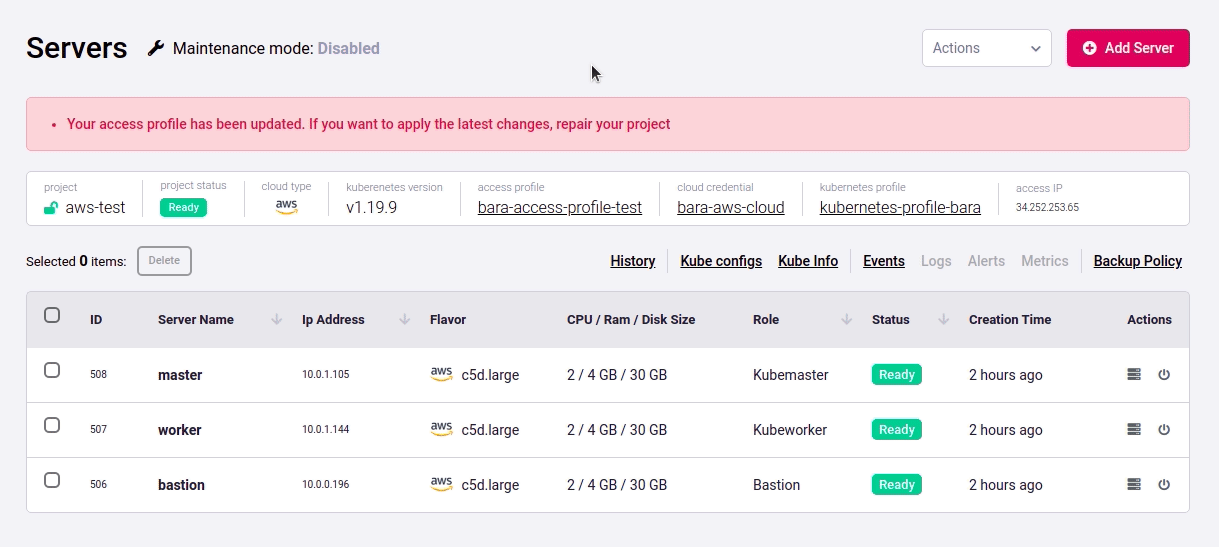 Servers Maintenance mode: Disabled Actions Add Server
Your access profile has been updated. If you want to apply the latest changes, repair your project
project project status cloud type kuberenetes version access profile cloud credential kubernetes profile access IP
aws-test Ready aws v1.19.9 bara-access-profile-test bara-aws-cloud kubernetes-profile-bara 34.252.253.65
Selected 0 items: Delete History Kube configs Kube Info Events Logs Alerts Metrics Backup Policy
ID Server Name Ip Address Flavor CPU / Ram / Disk Size Role Status Creation Time Actions
508 master 10.0.1.105 aws c5d.large 2 / 4 GB / 30 GB Kubemaster Ready 2 hours ago
507 worker 10.0.1.144 aws c5d.large 2 / 4 GB / 30 GB Kubeworker Ready 2 hours ago
506 bastion 10.0.0.196 aws c5d.large 2 / 4 GB / 30 GB Bastion Ready 2 hours ago